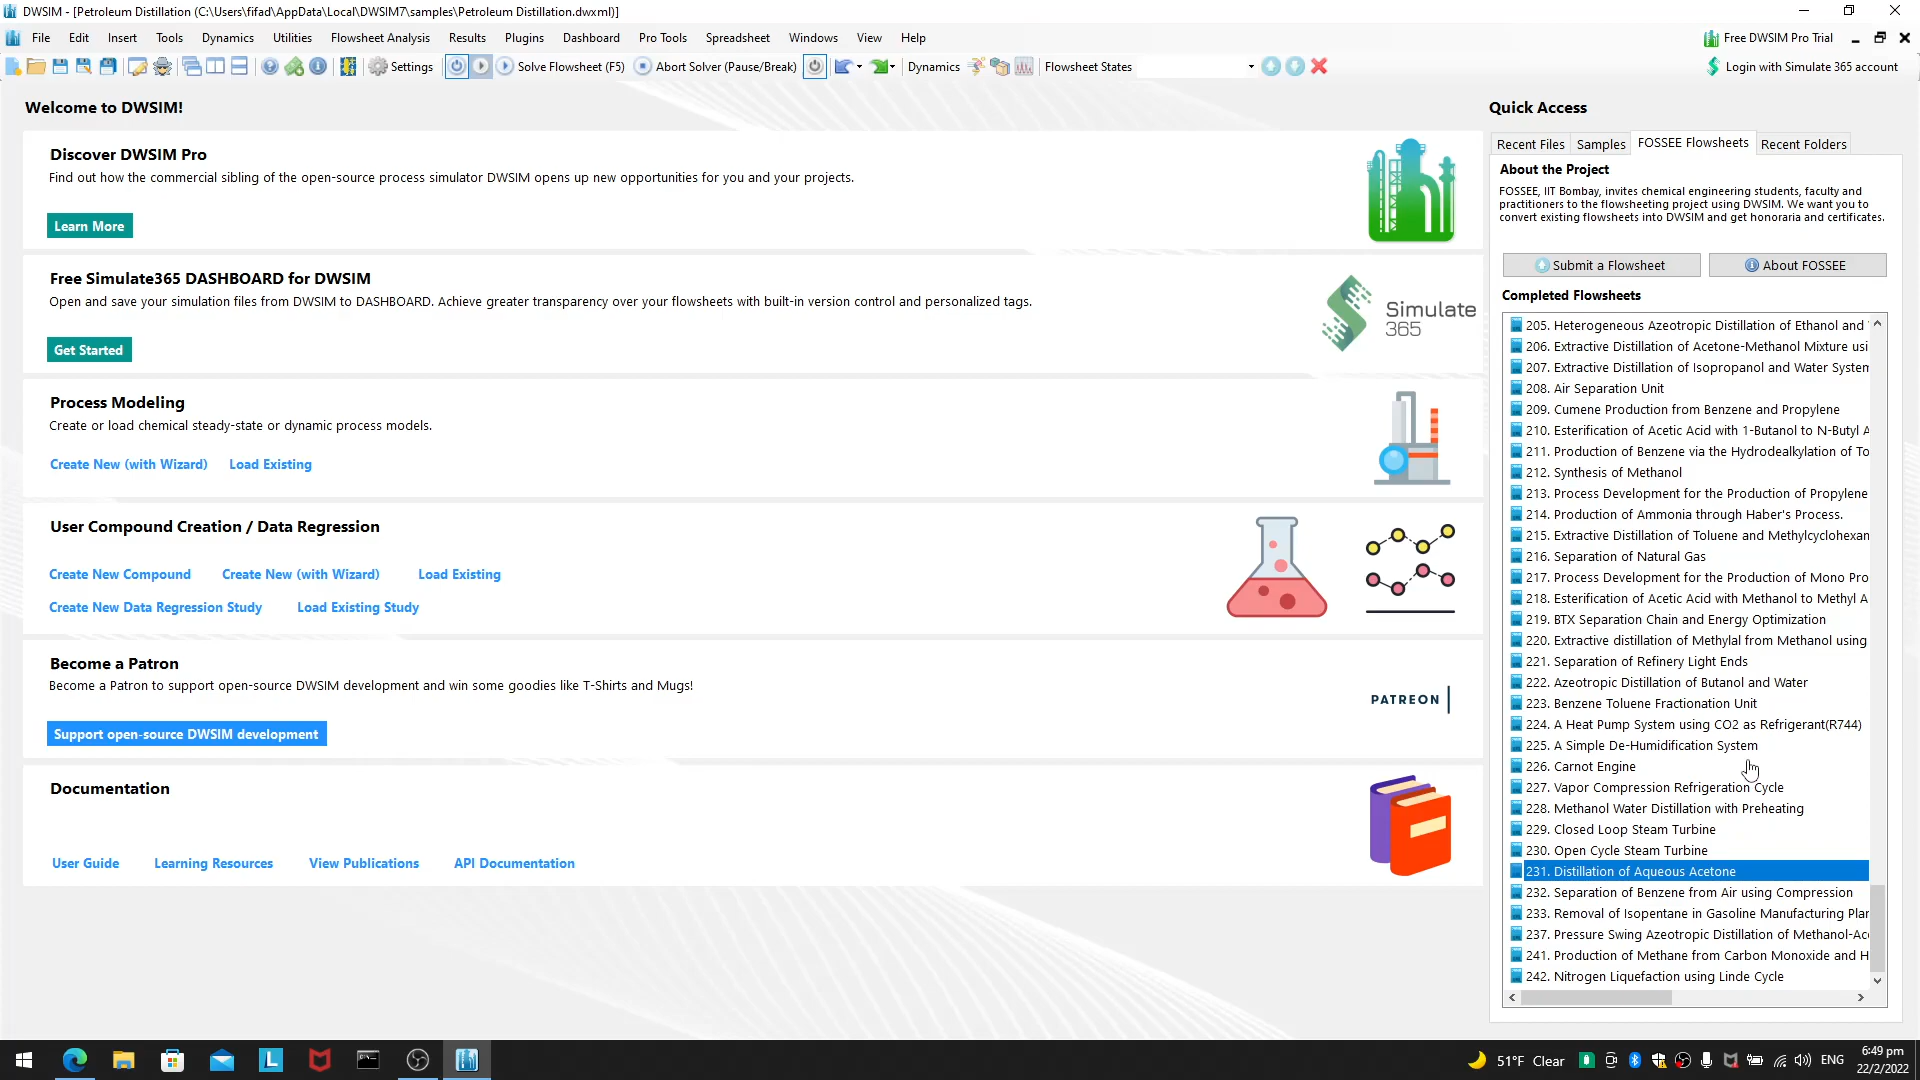 DWSIM - [Petroleum Distillation (C:\Users\fifad\AppData\Local\DWSIM7\samples\Petroleum Distillation.dwxml)]
File Edit Insert Tools Dynamics Utilities Flowsheet Analysis Results Plugins Dashboard Pro Tools Spreadsheet Windows View Help Free DWSIM Pro Trial
Settings Solve Flowsheet (F5) Abort Solver (Pause/Break) Dynamics Flowsheet States Login with Simulate 365 account
Welcome to DWSIM!
Discover DWSIM Pro
Find out how the commercial sibling of the open-source process simulator DWSIM opens up new opportunities for you and your projects.
Learn More
Free Simulate365 DASHBOARD for DWSIM
Open and save your simulation files from DWSIM to DASHBOARD. Achieve greater transparency over your flowsheets with built-in version control and personalized tags.
Get Started
Simulate
365
Process Modeling
Create or load chemical steady-state or dynamic process models.
Create New (with Wizard) Load Existing
User Compound Creation / Data Regression
Create New Compound Create New (with Wizard) Load Existing
Create New Data Regression Study Load Existing Study
Become a Patron
Become a Patron to support open-source DWSIM development and win some goodies like T-Shirts and Mugs!
PATREON
Support open-source DWSIM development
Documentation
User Guide Learning Resources View Publications API Documentation
Quick Access
Recent Files Samples FOSSEE Flowsheets Recent Folders
About the Project
FOSSEE, IIT Bombay, invites chemical engineering students, faculty and
practitioners to the flowsheeting project using DWSIM. We want you to
convert existing flowsheets into DWSIM and get honoraria and certificates.
Submit a Flowsheet About FOSSEE
Completed Flowsheets
205. Heterogeneous Azeotropic Distillation of Ethanol and
206. Extractive Distillation of Acetone-Methanol Mixture usi
207. Extractive Distillation of Isopropanol and Water System
208. Air Separation Unit
209. Cumene Production from Benzene and Propylene
210. Esterification of Acetic Acid with 1-Butanol to N-Butyl A
211. Production of Benzene via the Hydrodealkylation of To
212. Synthesis of Methanol
213. Process Development for the Production of Propylene
214. Production of Ammonia through Haber's Process.
215. Extractive Distillation of Toluene and Methylcyclohexan
216. Separation of Natural Gas
217. Process Development for the Production of Mono Pro
218. Esterification of Acetic Acid with Methanol to Methyl A
219. BTX Separation Chain and Energy Optimization
220. Extractive distillation of Methylal from Methanol using
221. Separation of Refinery Light Ends
222. Azeotropic Distillation of Butanol and Water
223. Benzene Toluene Fractionation Unit
224. A Heat Pump System using CO2 as Refrigerant(R744)
225. A Simple De-Humidification System
226. Carnot Engine
227. Vapor Compression Refrigeration Cycle
228. Methanol Water Distillation with Preheating
229. Closed Loop Steam Turbine
230. Open Cycle Steam Turbine
231. Distillation of Aqueous Acetone
232. Separation of Benzene from Air using Compression
233. Removal of Isopentane in Gasoline Manufacturing Plan
237. Pressure Swing Azeotropic Distillation of Methanol-Ac
241. Production of Methane from Carbon Monoxide and H
242. Nitrogen Liquefaction using Linde Cycle
51°F Clear ENG
6:49 pm
22/2/2022